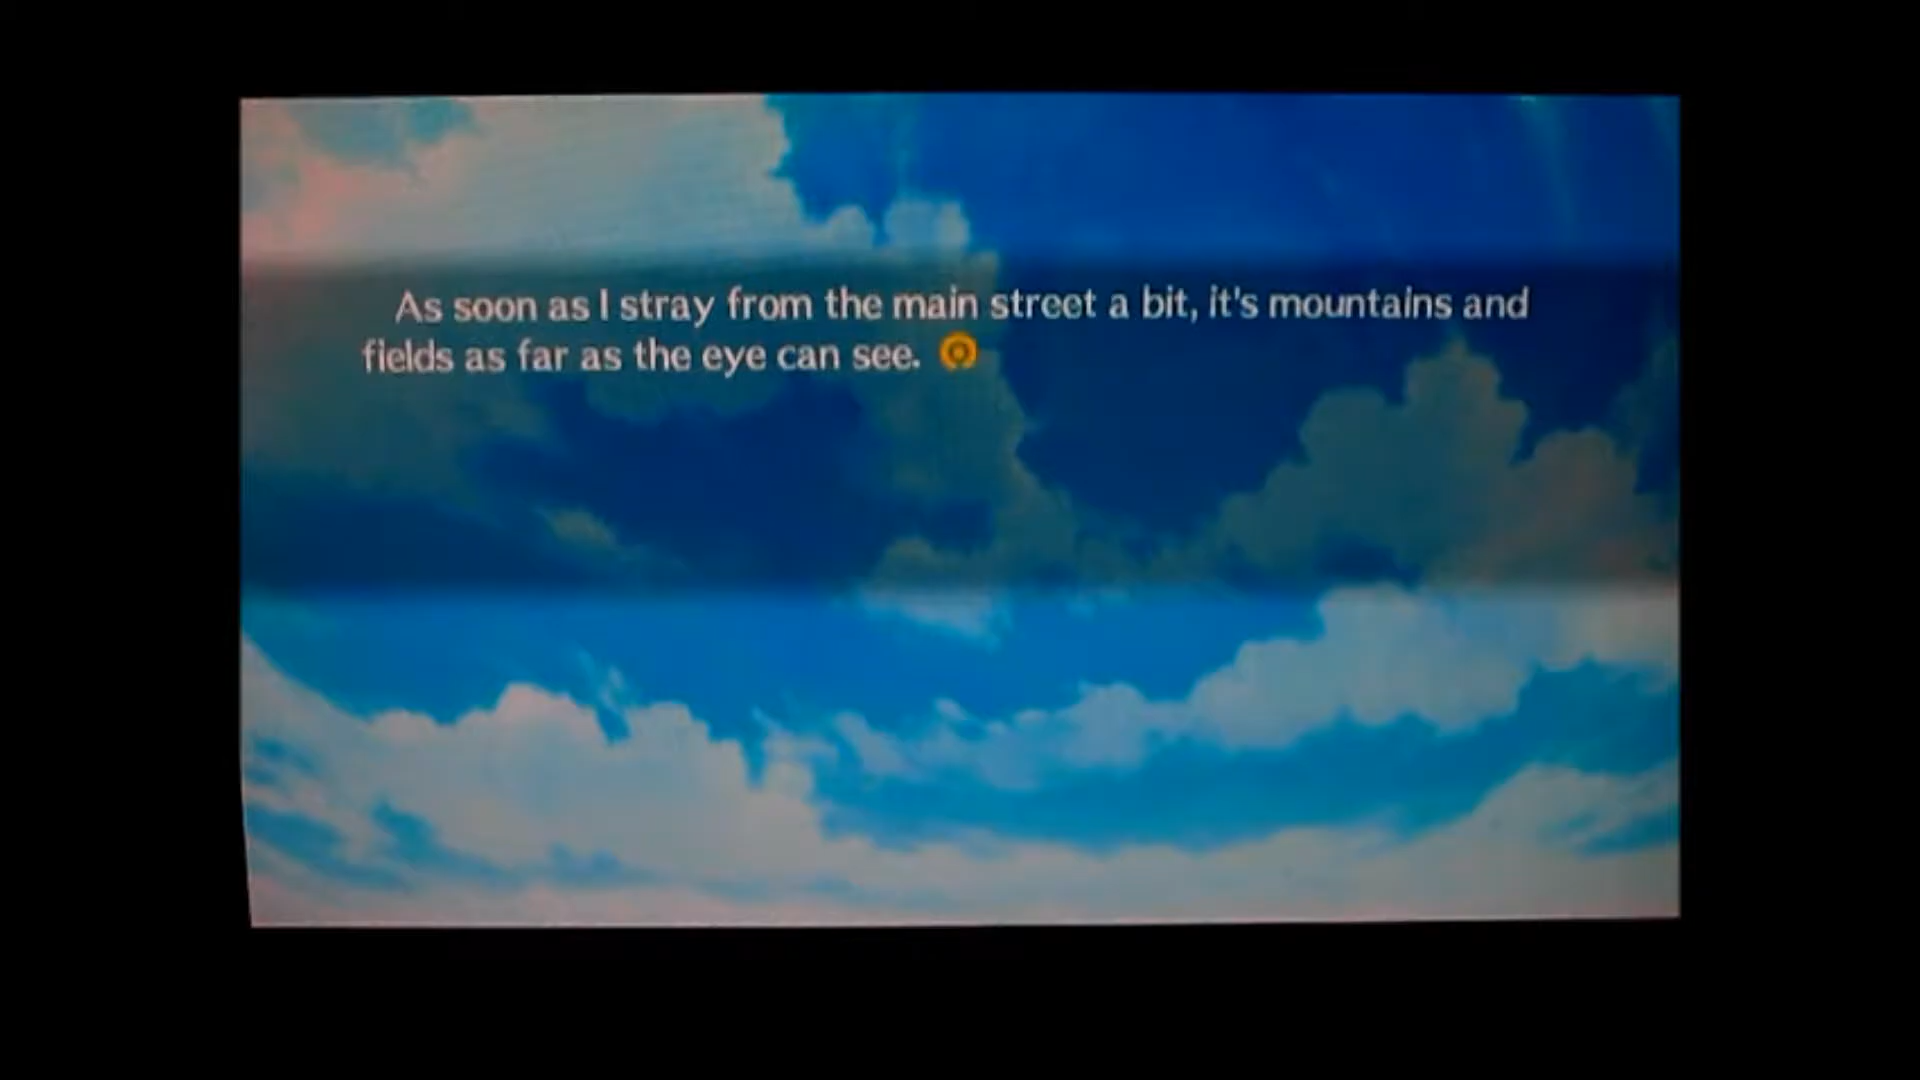 As soon as I stray from the main street a bit, it's mountains and
fields as far as the eye can see.